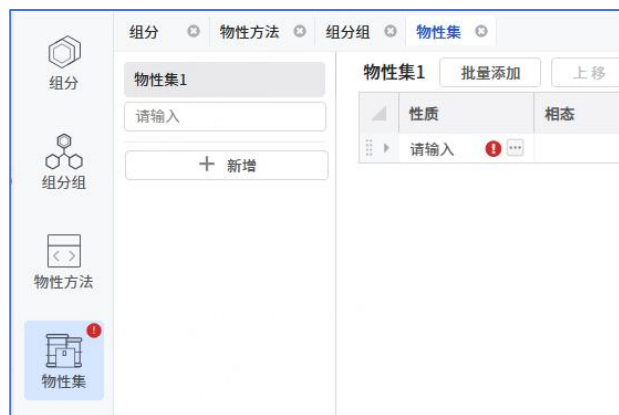 组分 物性方法 组分组 物性集
组分
组分组
物性方法
物性集
物性集1
请输入
新增
物性集1 批量添加 上移
性质 相态
请输入